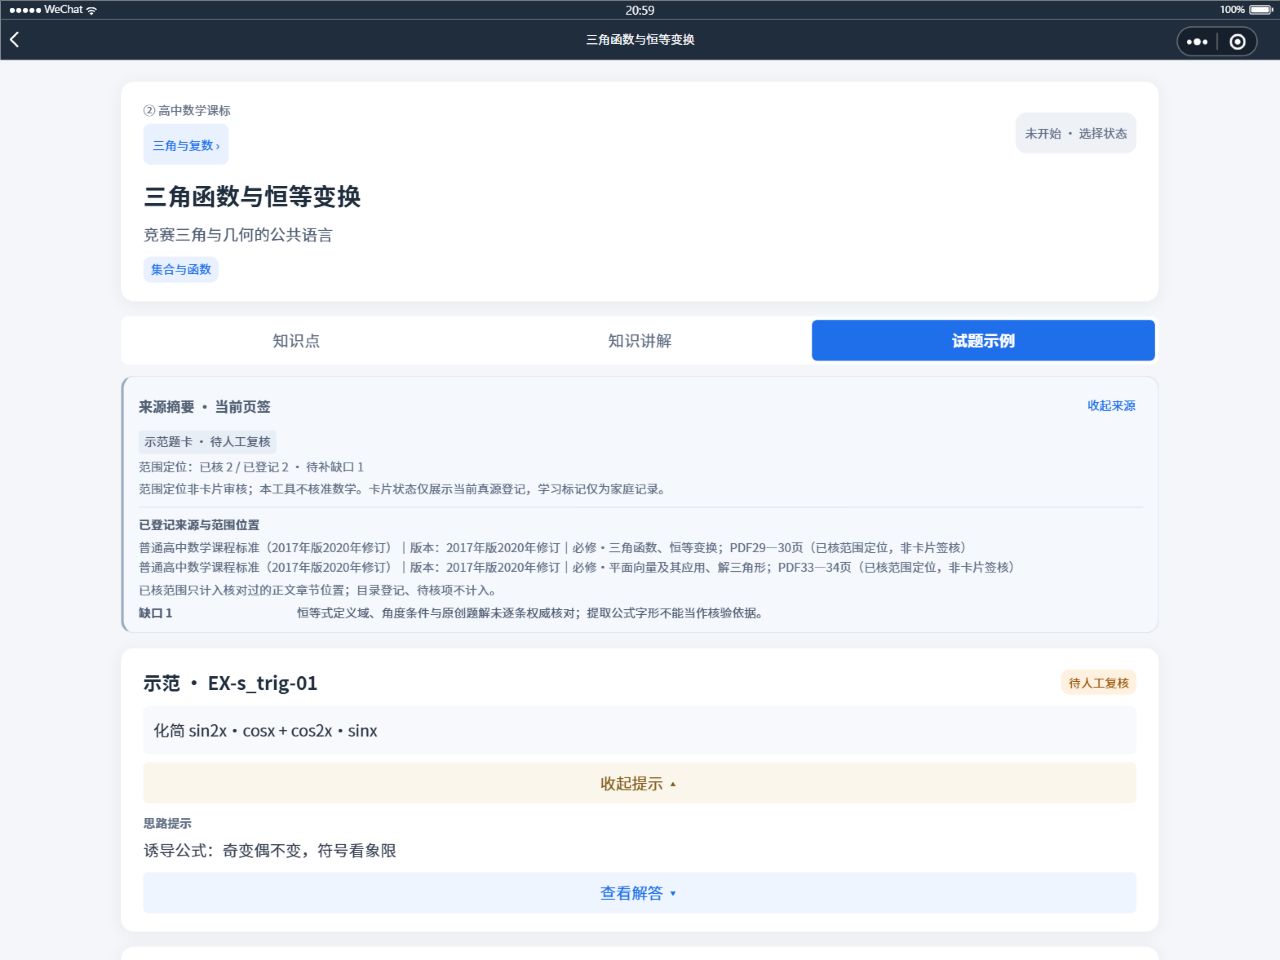 WeChat
20:59
100%
三角函数与恒等变换
② 高中数学课标
三角与复数 ›
未开始 · 选择状态
三角函数与恒等变换
竞赛三角与几何的公共语言
集合与函数
知识点
知识讲解
试题示例
来源摘要 · 当前页签
收起来源
示范题卡 · 待人工复核
范围定位：已核 2 / 已登记 2 · 待补缺口 1
范围定位非卡片审核；本工具不核准数学。卡片状态仅展示当前真源登记，学习标记仅为家庭记录。
已登记来源与范围位置
普通高中数学课程标准（2017年版2020年修订）｜版本：2017年版2020年修订｜必修·三角函数、恒等变换；PDF29—30页（已核范围定位，非卡片签核）
普通高中数学课程标准（2017年版2020年修订）｜版本：2017年版2020年修订｜必修·平面向量及其应用、解三角形；PDF33—34页（已核范围定位，非卡片签核）
已核范围只计入核对过的正文章节位置；目录登记、待核项不计入。
缺口 1 恒等式定义域、角度条件与原创题解未逐条权威核对；提取公式字形不能当作核验依据。
示范 · EX-s_trig-01
待人工复核
化简 sin2x·cosx + cos2x·sinx
收起提示 ▴
思路提示
诱导公式：奇变偶不变，符号看象限
查看解答 ▾